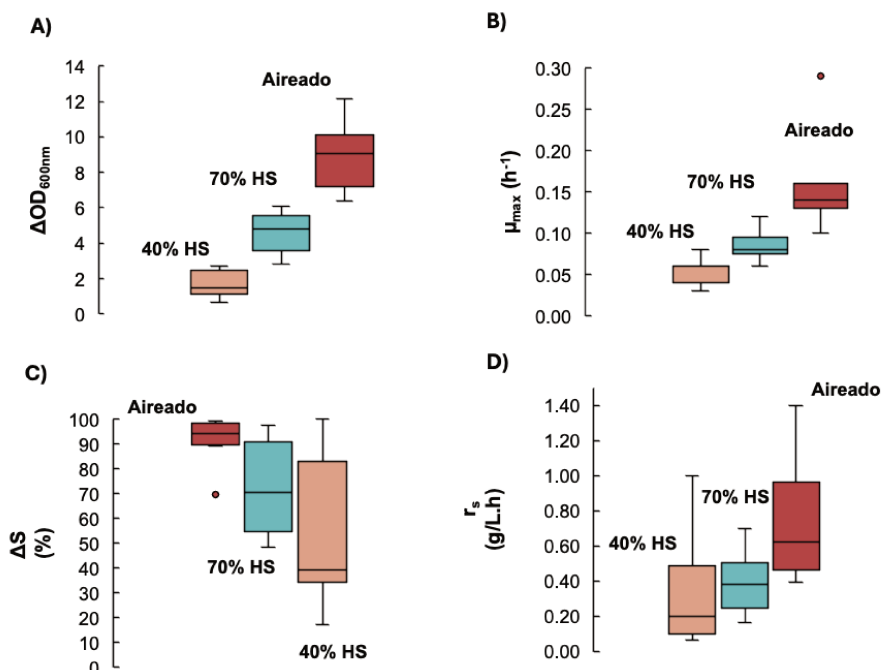 A)
ΔOD600nm
14
12
10
8
6
4
2
0
40% HS
70% HS
Aireado
B)
μmax (h-1)
0.30
0.25
0.20
0.15
0.10
0.05
0.00
40% HS
70% HS
Aireado
C)
ΔS
(%)
100
90
80
70
60
50
40
30
20
10
0
Aireado
70% HS
40% HS
D)
rs
(g/L.h)
1.40
1.00
0.80
0.60
0.40
0.20
0.00
40% HS
70% HS
Aireado